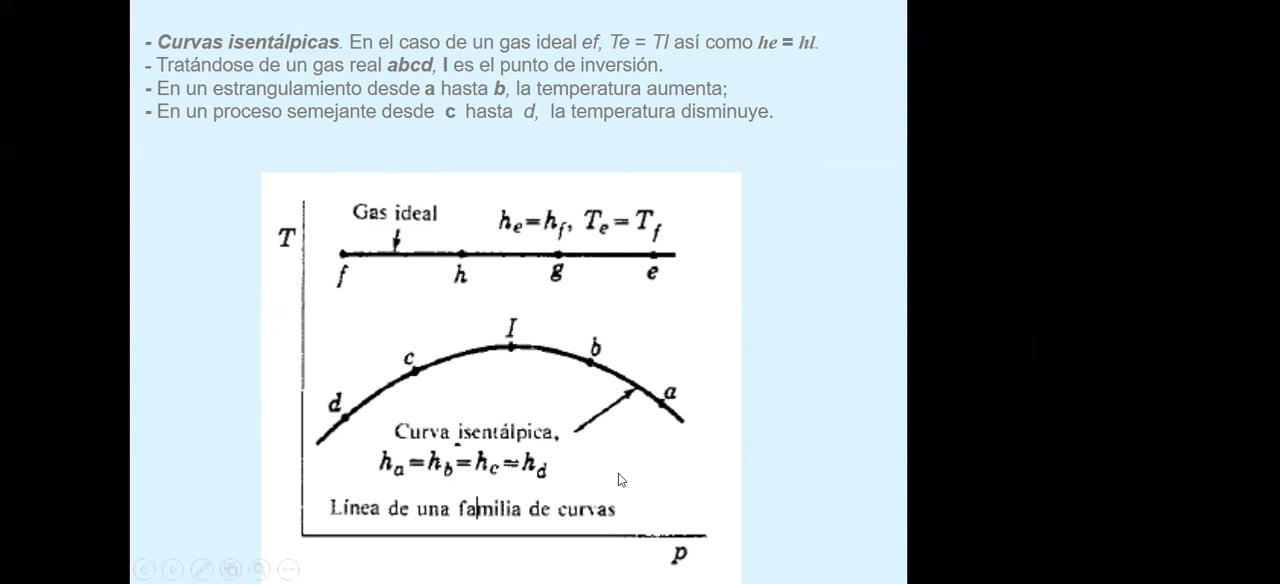 - Curvas isentálpicas. En el caso de un gas ideal ef, Te = Tl así como he = hl.
- Tratándose de un gas real abcd, I es el punto de inversión.
- En un estrangulamiento desde a hasta b, la temperatura aumenta;
- En un proceso semejante desde c hasta d, la temperatura disminuye.
Gas ideal
he=hf, Te=Tf
T
f h g e
I
c b
d a
Curva isentálpica,
ha=hb=hc=hd
Línea de una familia de curvas
p